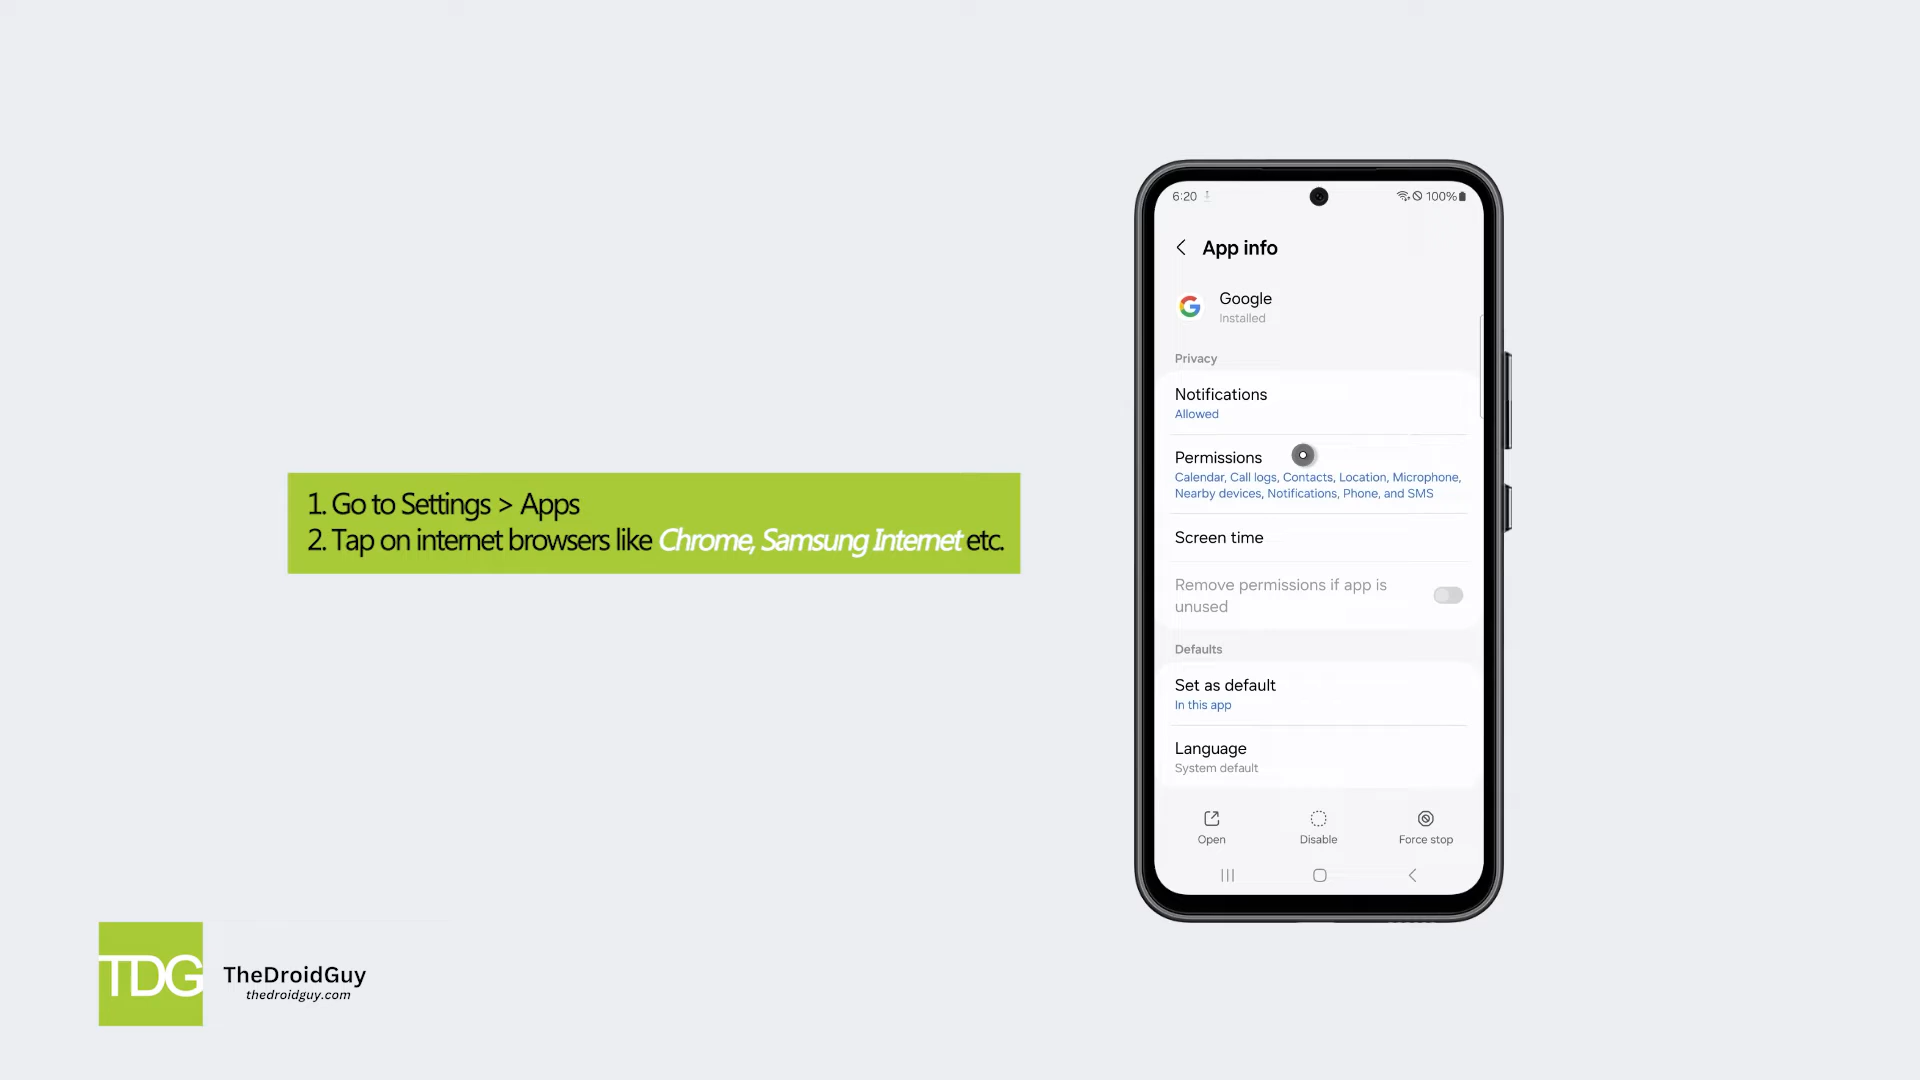 1. Go to Settings > Apps
2. Tap on internet browsers like Chrome, Samsung Internet etc.
6:20
100%
App info
Google
Installed
Privacy
Notifications
Allowed
Permissions
Calendar, Call logs, Contacts, Location, Microphone,
Nearby devices, Notifications, Phone, and SMS
Screen time
Remove permissions if app is
unused
Defaults
Set as default
In this app
Language
System default
Open
Disable
Force stop
TDG
TheDroidGuy
thedroidguy.com